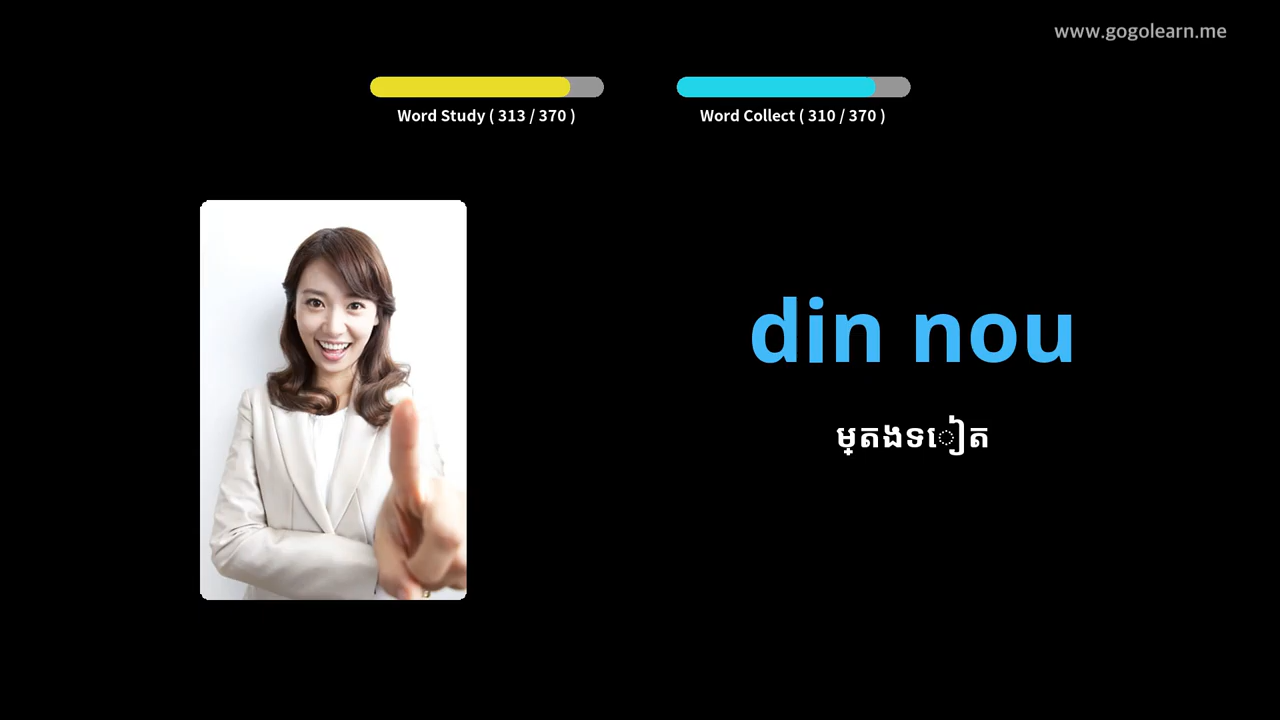 www.gogolearn.me
Word Study ( 313 / 370 )
Word Collect ( 310 / 370 )
din nou
ម្តងទៀត